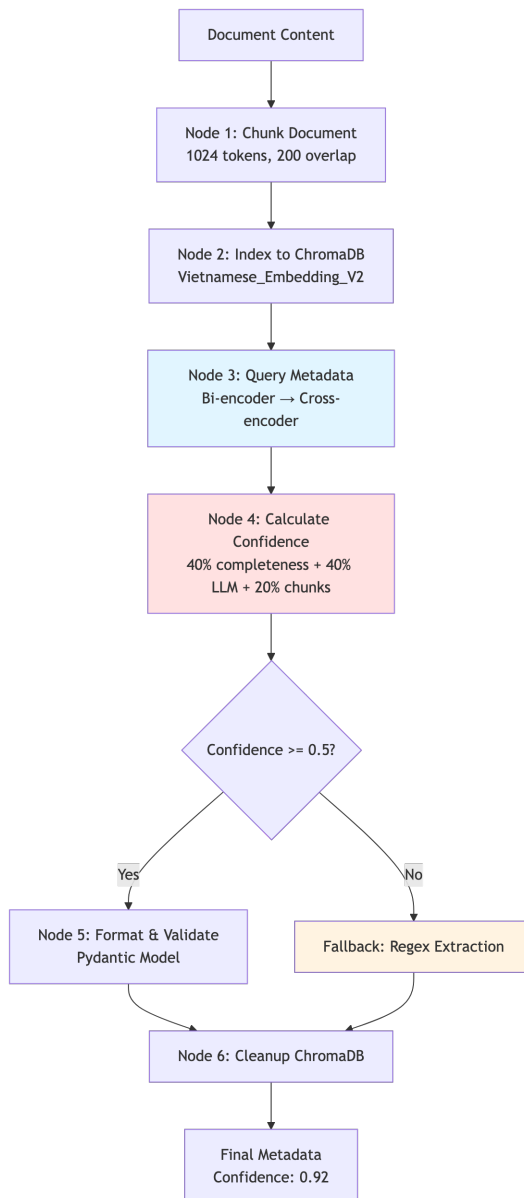 Document Content
Node 1: Chunk Document
1024 tokens, 200 overlap
Node 2: Index to ChromaDB
Vietnamese_Embedding_V2
Node 3: Query Metadata
Bi-encoder → Cross-
encoder
Node 4: Calculate
Confidence
40% completeness + 40%
LLM + 20% chunks
Confidence >= 0.5?
Yes
No
Node 5: Format & Validate
Pydantic Model
Fallback: Regex Extraction
Node 6: Cleanup ChromaDB
Final Metadata
Confidence: 0.92